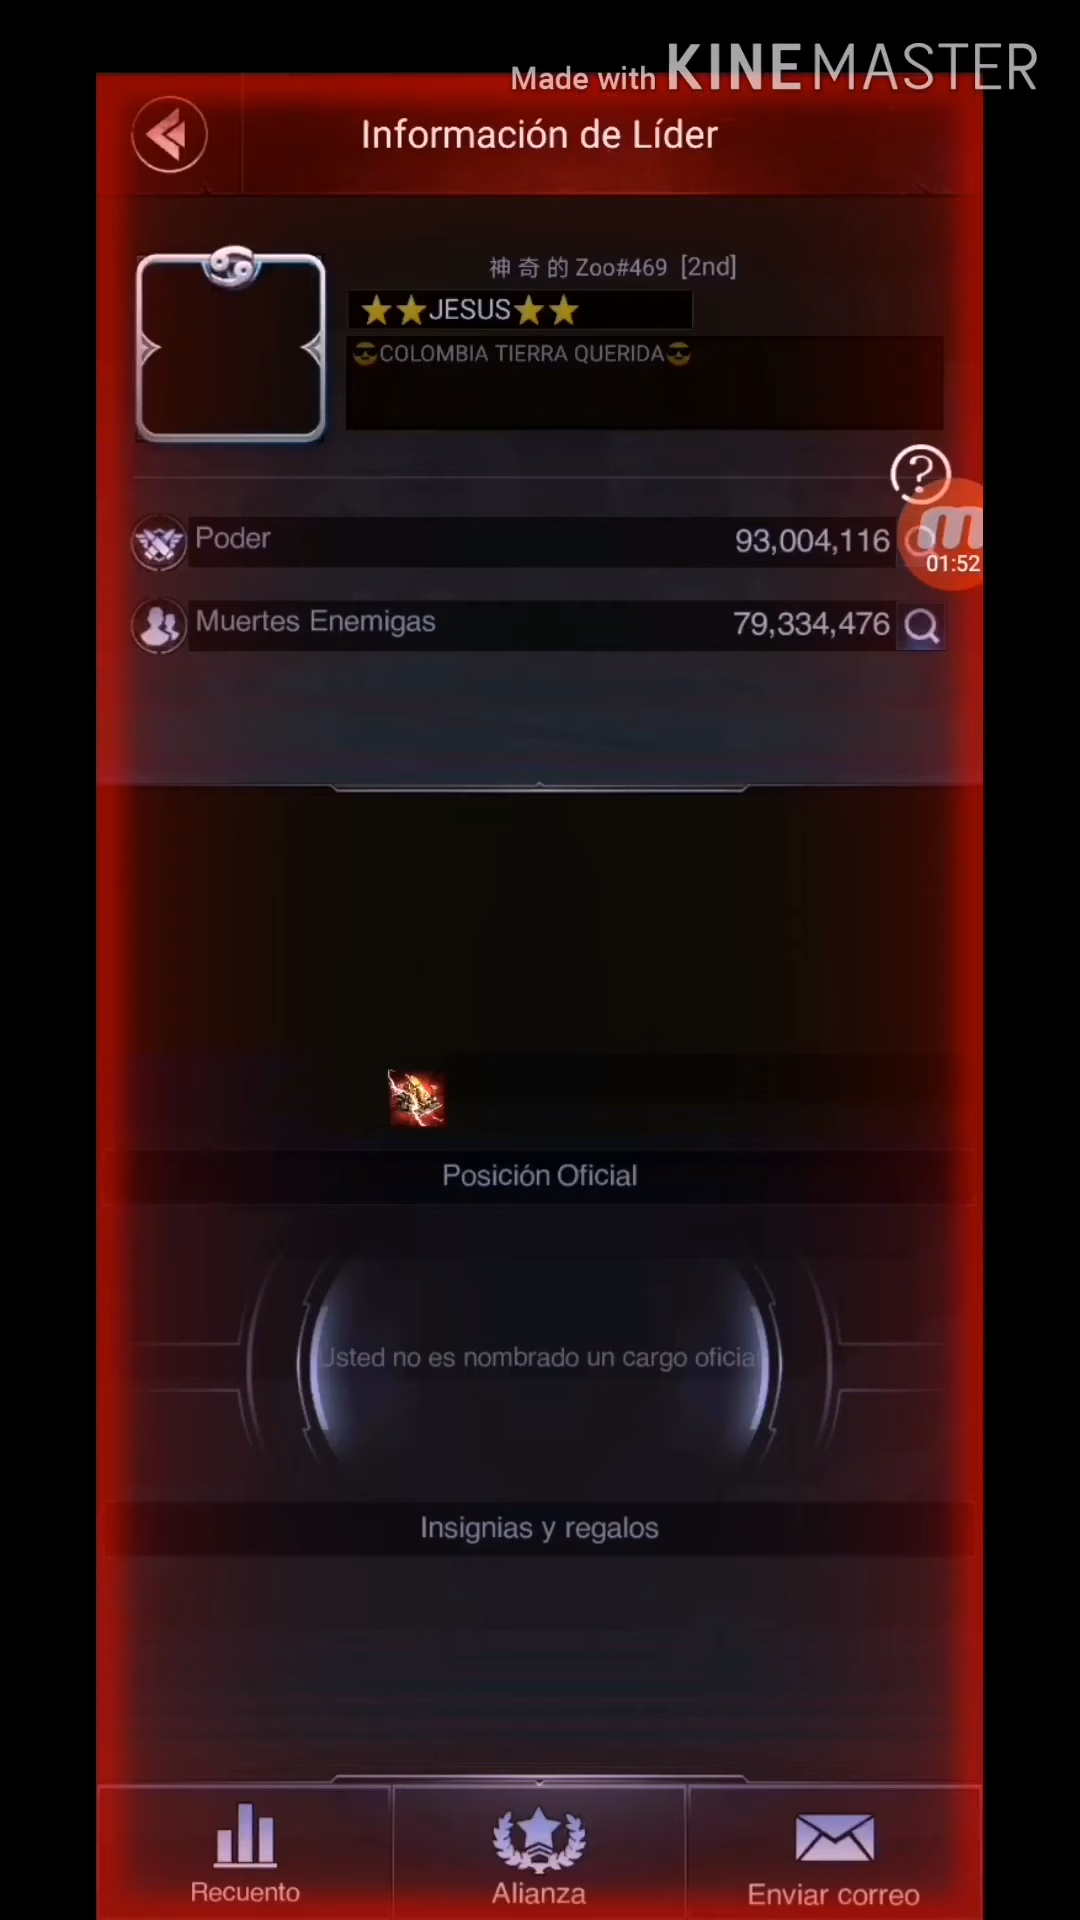 Made with KINEMASTER
Información de Líder
神奇的 Zoo#469 [2nd]
⭐⭐JESUS⭐⭐
😎COLOMBIA TIERRA QUERIDA😎
Poder
93,004,116
01:52
Muertes Enemigas
79,334,476
Posición Oficial
Usted no es nombrado un cargo oficial
Insignias y regalos
Recuento
Alianza
Enviar correo